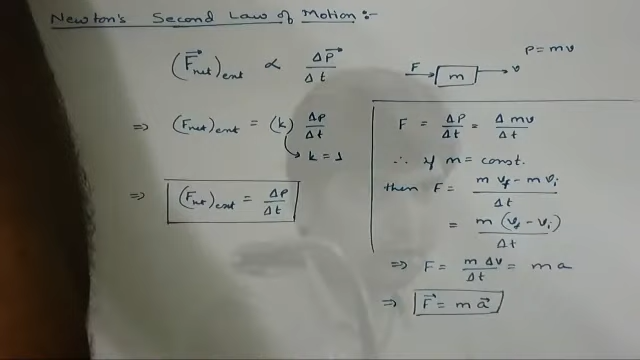 Newton's Second Law of Motion :-
(F⃗net)ext ∝ ΔP⃗/Δt
⇒ (Fnet)ext = (k) ΔP/Δt
k = 1
⇒ (Fnet)ext = ΔP/Δt
F m v
P = mv
F = ΔP/Δt = Δmv/Δt
∴ if m = const.
then F = (m vf - m vi)/Δt
= m (vf - vi)/Δt
⇒ F = m Δv/Δt = m a
⇒ F⃗ = m a⃗